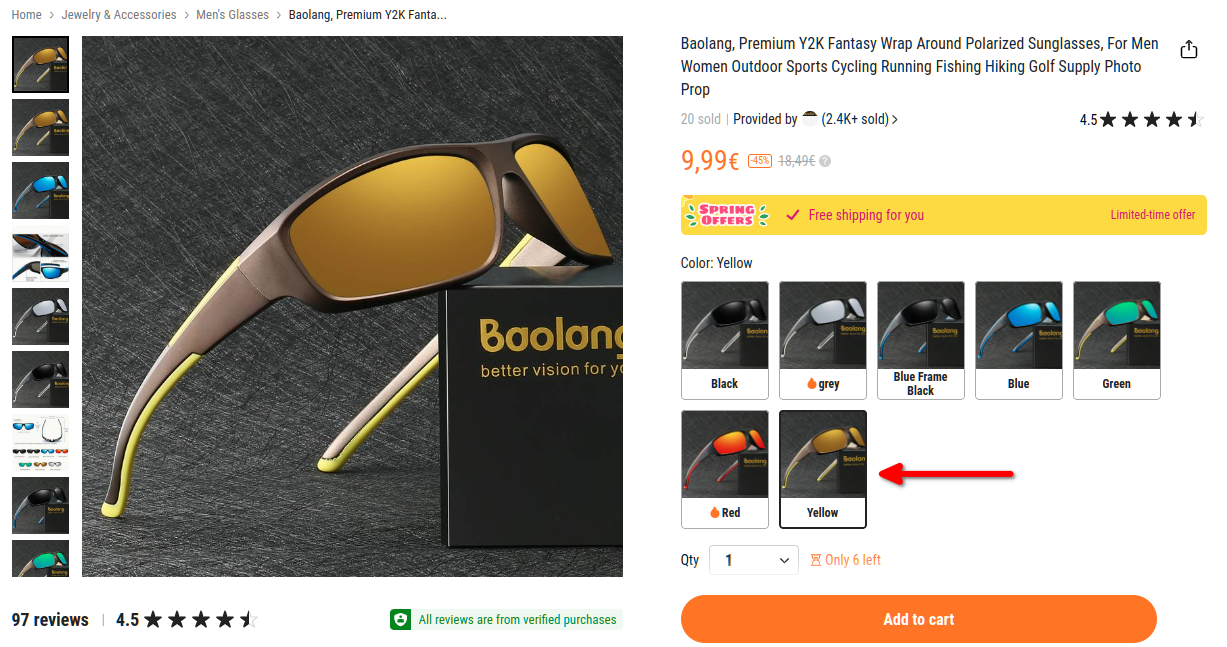 Home > Jewelry & Accessories > Men's Glasses > Baolang, Premium Y2K Fanta...
Baolang, Premium Y2K Fantasy Wrap Around Polarized Sunglasses, For Men
Women Outdoor Sports Cycling Running Fishing Hiking Golf Supply Photo
Prop
20 sold | Provided by (2.4K+ sold) >
4.5
9,99€ -45% 18,49€ ?
SPRING
OFFERS
Free shipping for you
Limited-time offer
Color: Yellow
Black
grey
Blue Frame
Black
Blue
Green
Red
Yellow
Qty 1 Only 6 left
Add to cart
Baolang
better vision for yo
97 reviews | 4.5
All reviews are from verified purchases